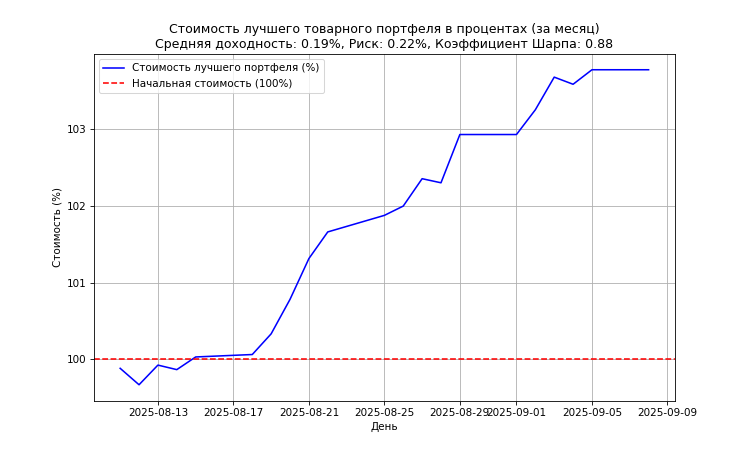 Стоимость лучшего товарного портфеля в процентах (за месяц)
Средняя доходность: 0.19%, Риск: 0.22%, Коэффициент Шарпа: 0.88
Стоимость лучшего портфеля (%)
Начальная стоимость (100%)
Стоимость (%)
103
102
101
100
2025-08-13
2025-08-17
2025-08-21
2025-08-25
2025-08-29
2025-09-01
2025-09-05
2025-09-09
День